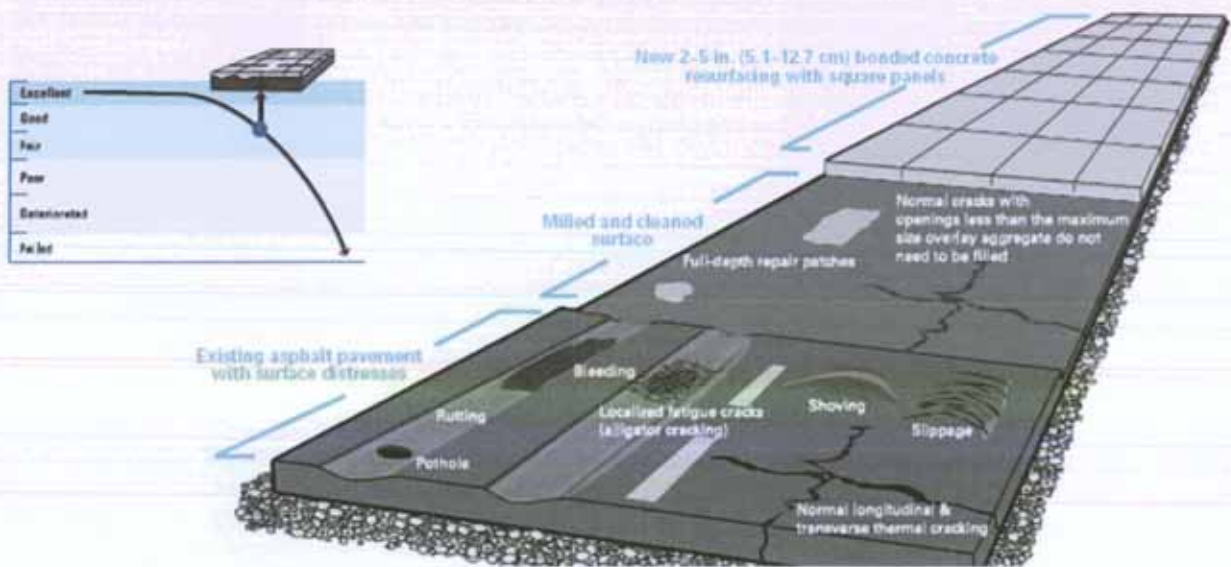 New 2–5 in. (5.1–12.7 cm) bonded concrete
resurfacing with square panels
Excellent
Good
Fair
Poor
Deteriorated
Failed
Milled and cleaned
surface
Full-depth repair patches
Normal cracks with
openings less than the maximum
size overlay aggregate do not
need to be filled
Existing asphalt pavement
with surface distresses
Bleeding
Rutting
Localized fatigue cracks
(alligator cracking)
Shoving
Slippage
Pothole
Normal longitudinal &
transverse thermal cracking